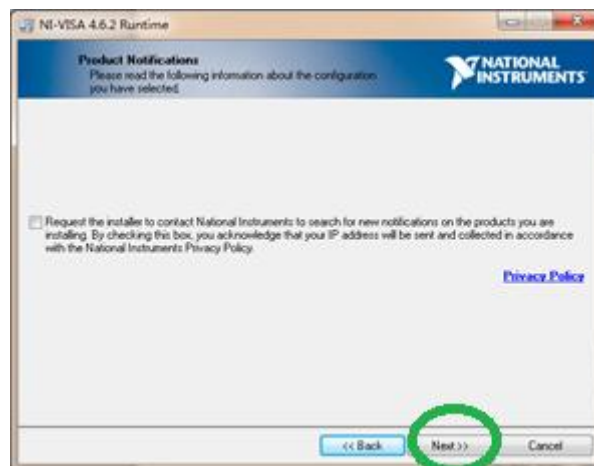 NI-VISA 4.6.2 Runtime
Product Notifications
Please read the following information about the configuration
you have selected.
NATIONAL
INSTRUMENTS
Request the installer to contact National Instruments to search for new notifications on the products you are
installing. By checking this box, you acknowledge that your IP address will be sent and collected in accordance
with the National Instruments Privacy Policy.
Privacy Policy
<< Back
Next >>
Cancel